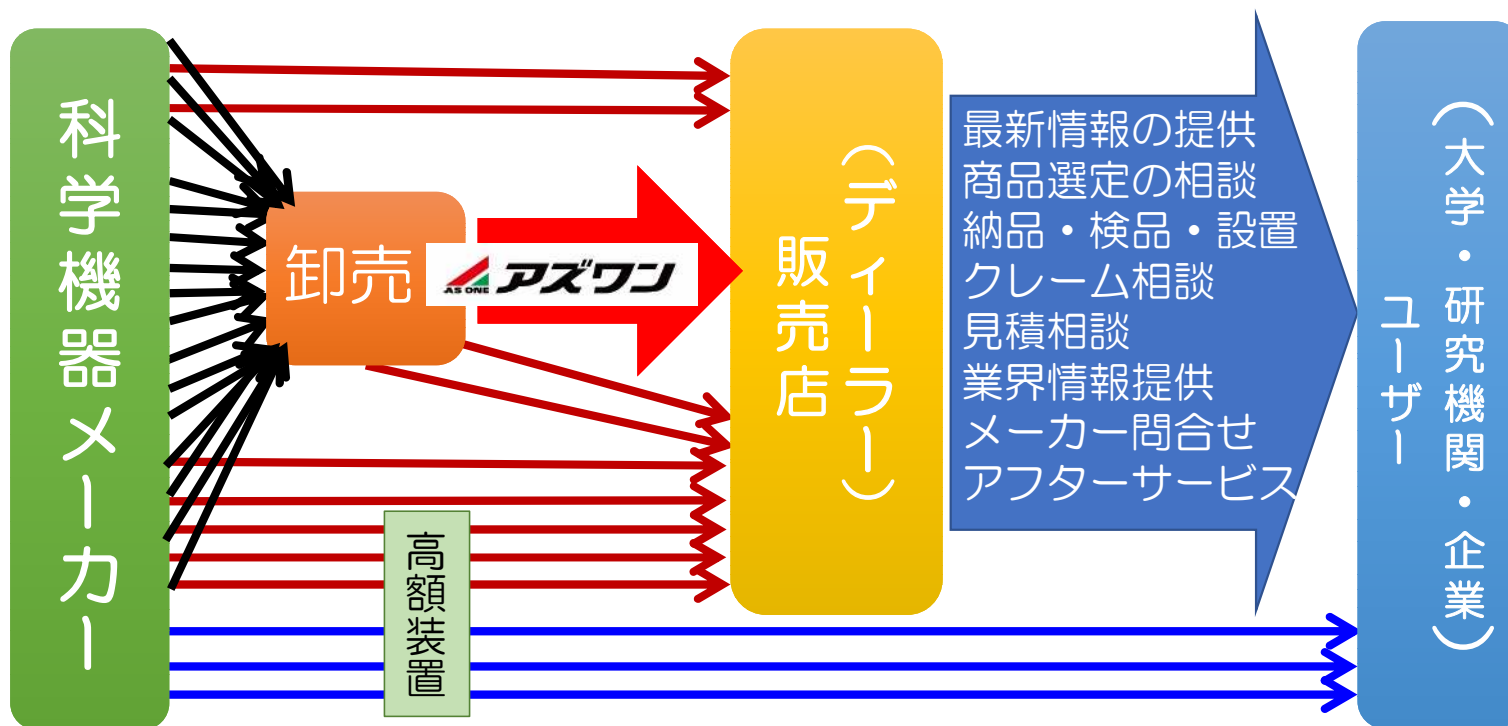 科学機器メーカー
卸売
AS ONE アズワン
高額装置
販売店
（ディーラー）
最新情報の提供
商品選定の相談
納品・検品・設置
クレーム相談
見積相談
業界情報提供
メーカー問合せ
アフターサービス
ユーザー
（大学・研究機関・企業）